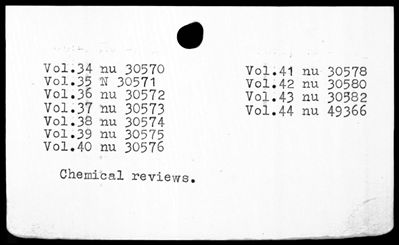 Vol.34 nu 30570
Vol.35 N 30571
Vol.36 nu 30572
Vol.37 nu 30573
Vol.38 nu 30574
Vol.39 nu 30575
Vol.40 nu 30576
Vol.41 nu 30578
Vol.42 nu 30580
Vol.43 nu 30582
Vol.44 nu 49366
Chemical reviews.